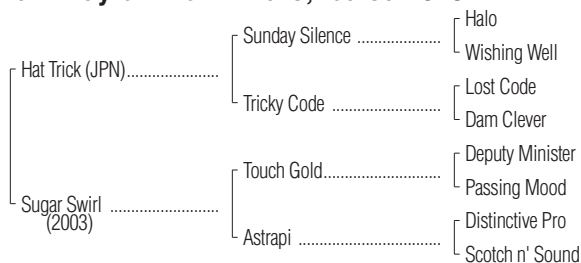 Halo
Sunday Silence ............................
Wishing Well
Hat Trick (JPN).......................
Lost Code
Tricky Code ...........................
Dam Clever
Deputy Minister
Touch Gold.............................
Passing Mood
Sugar Swirl ...........................
(2003)
Distinctive Pro
Astrapi ...................................
Scotch n' Sound